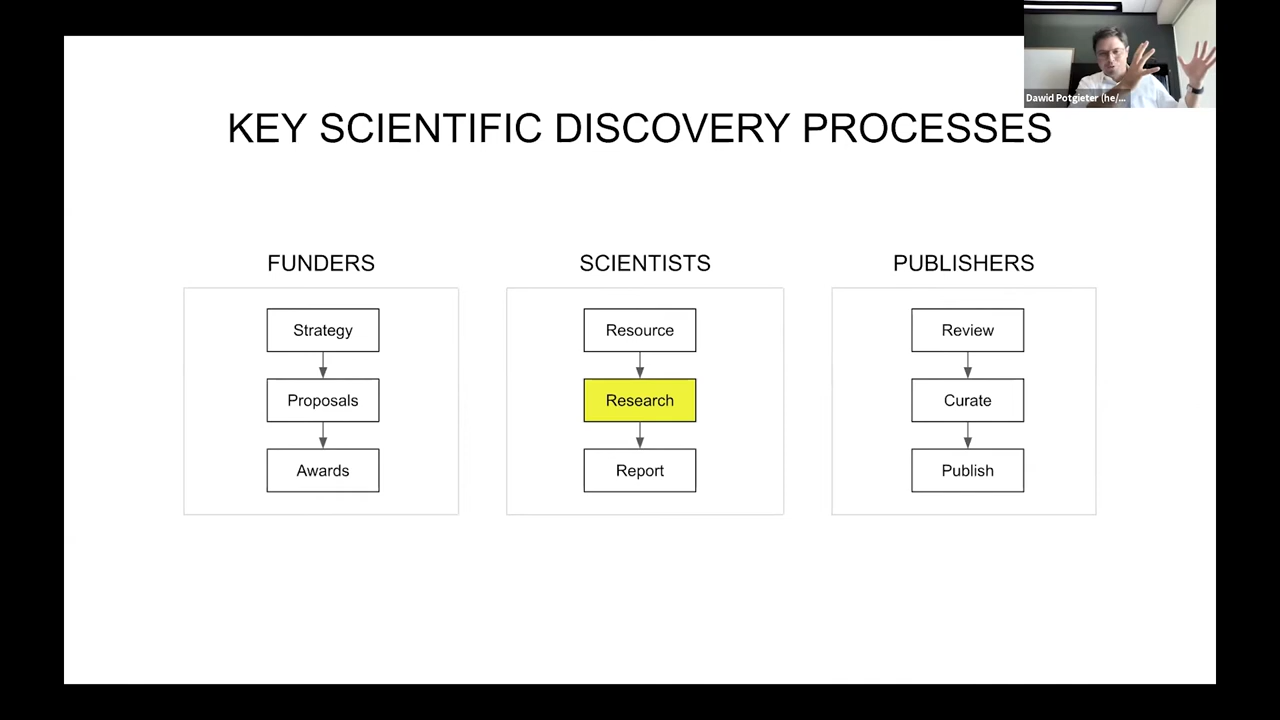 Dawid Potgieter (he/...
KEY SCIENTIFIC DISCOVERY PROCESSES
FUNDERS
Strategy
Proposals
Awards
SCIENTISTS
Resource
Research
Report
PUBLISHERS
Review
Curate
Publish